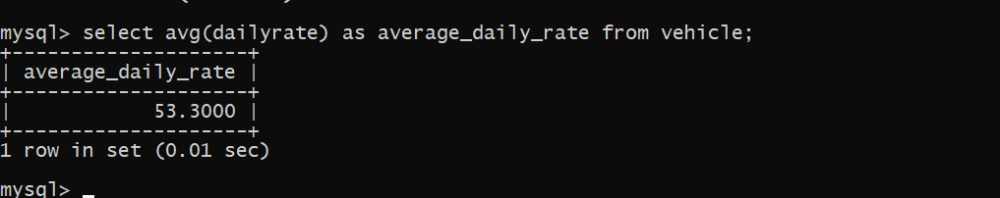 mysql> select avg(dailyrate) as average_daily_rate from vehicle;
+--------------------+
| average_daily_rate |
+--------------------+
|            53.3000 |
+--------------------+
1 row in set (0.01 sec)
mysql>